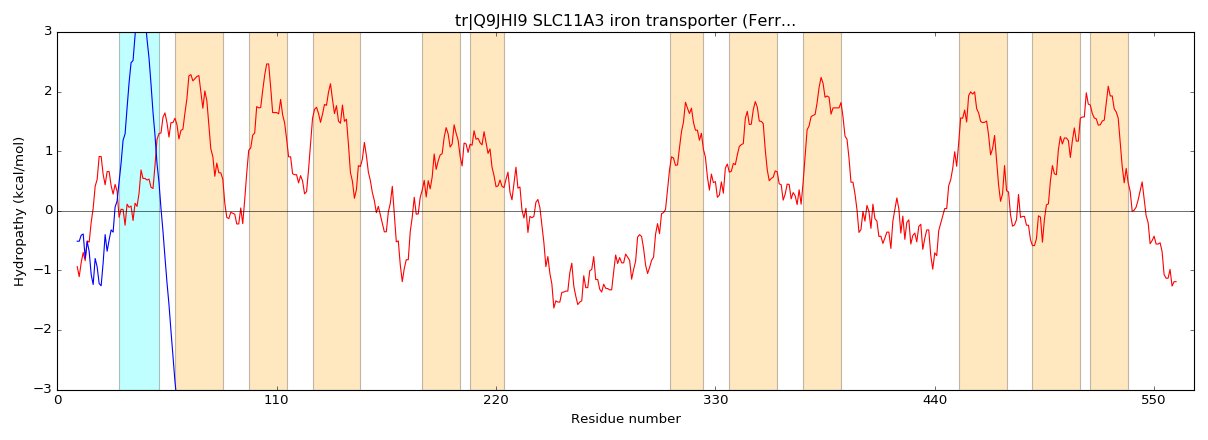 tr|Q9JHI9 SLC11A3 iron transporter (Ferr...
Hydropathy (kcal/mol)
3
2
1
0
−1
−2
−3
0 110 220 330 440 550
Residue number